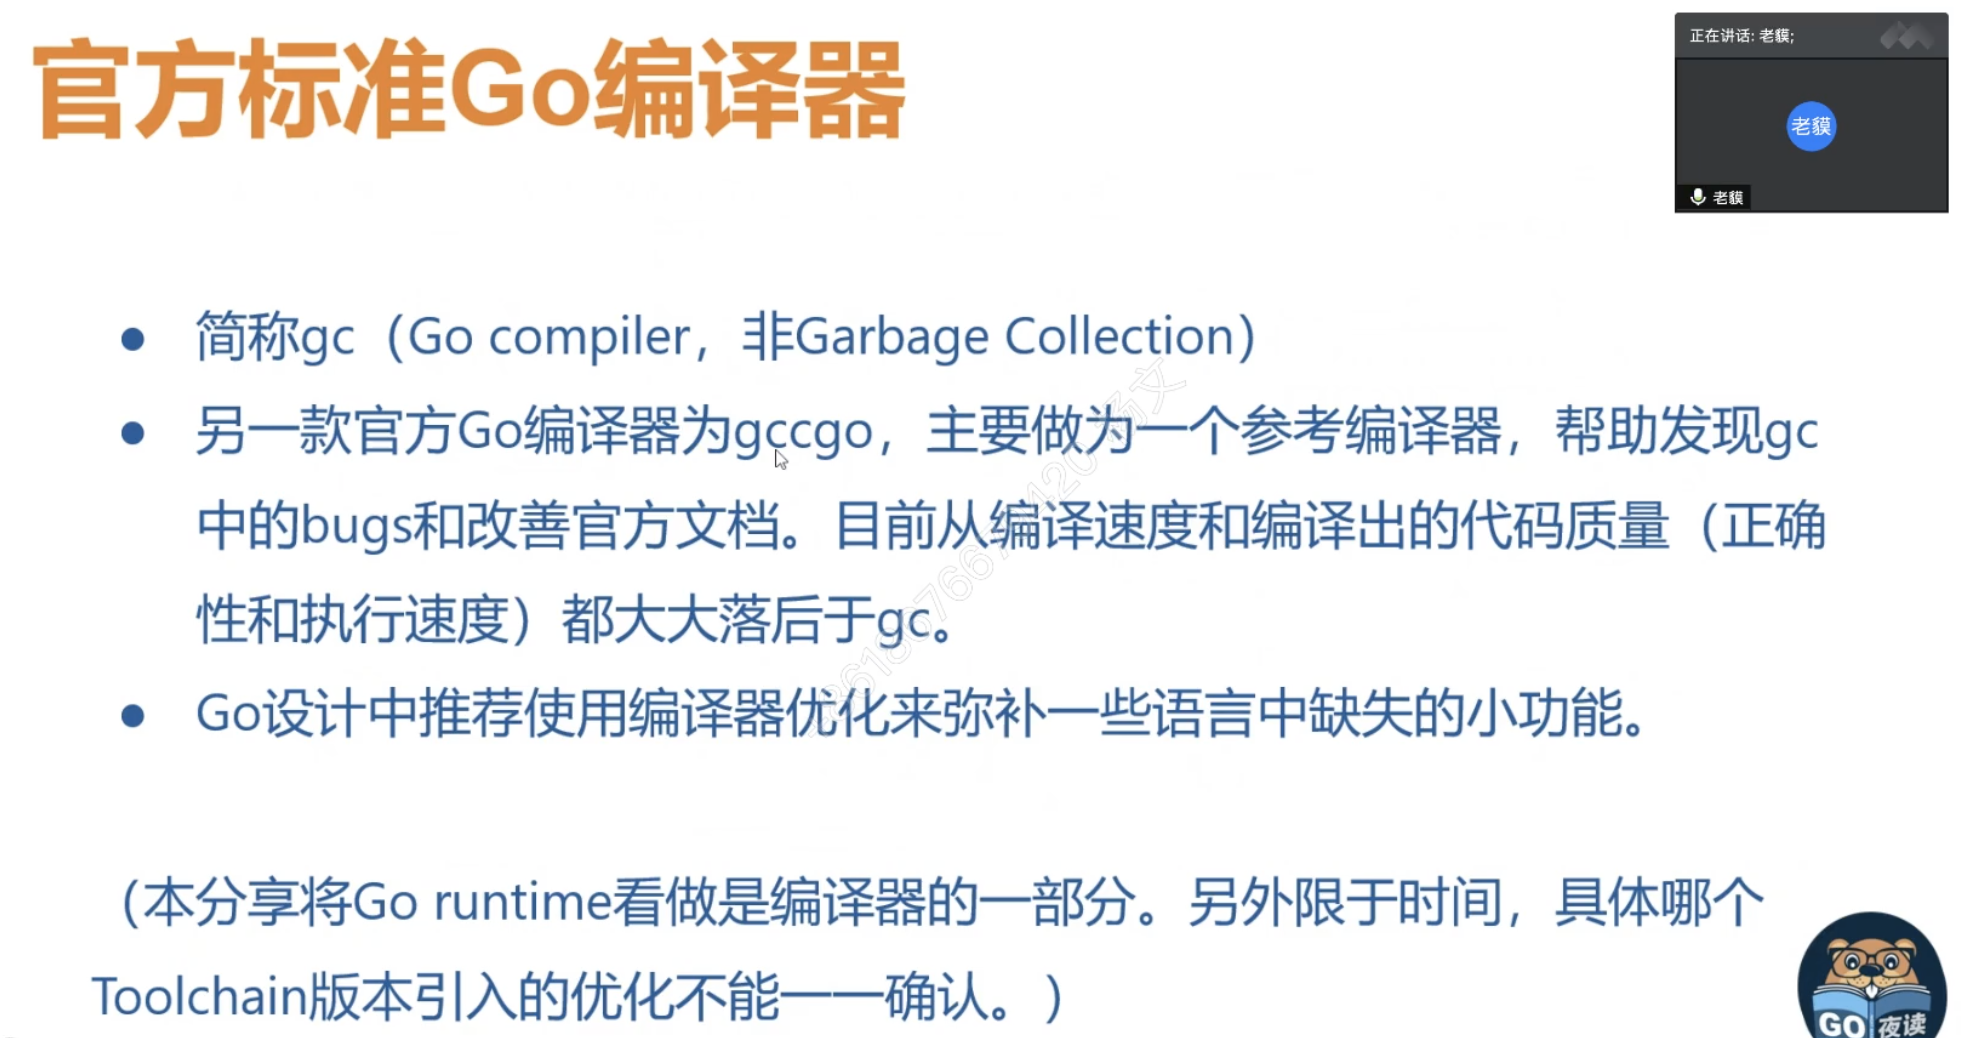 官方标准Go编译器
正在讲话: 老貘;
老貘
老貘
● 简称gc（Go compiler，非Garbage Collection）
● 另一款官方Go编译器为gccgo，主要做为一个参考编译器，帮助发现gc
中的bugs和改善官方文档。目前从编译速度和编译出的代码质量（正确
性和执行速度）都大大落后于gc。
● Go设计中推荐使用编译器优化来弥补一些语言中缺失的小功能。
（本分享将Go runtime看做是编译器的一部分。另外限于时间，具体哪个
Toolchain版本引入的优化不能一一确认。）
GO 夜读